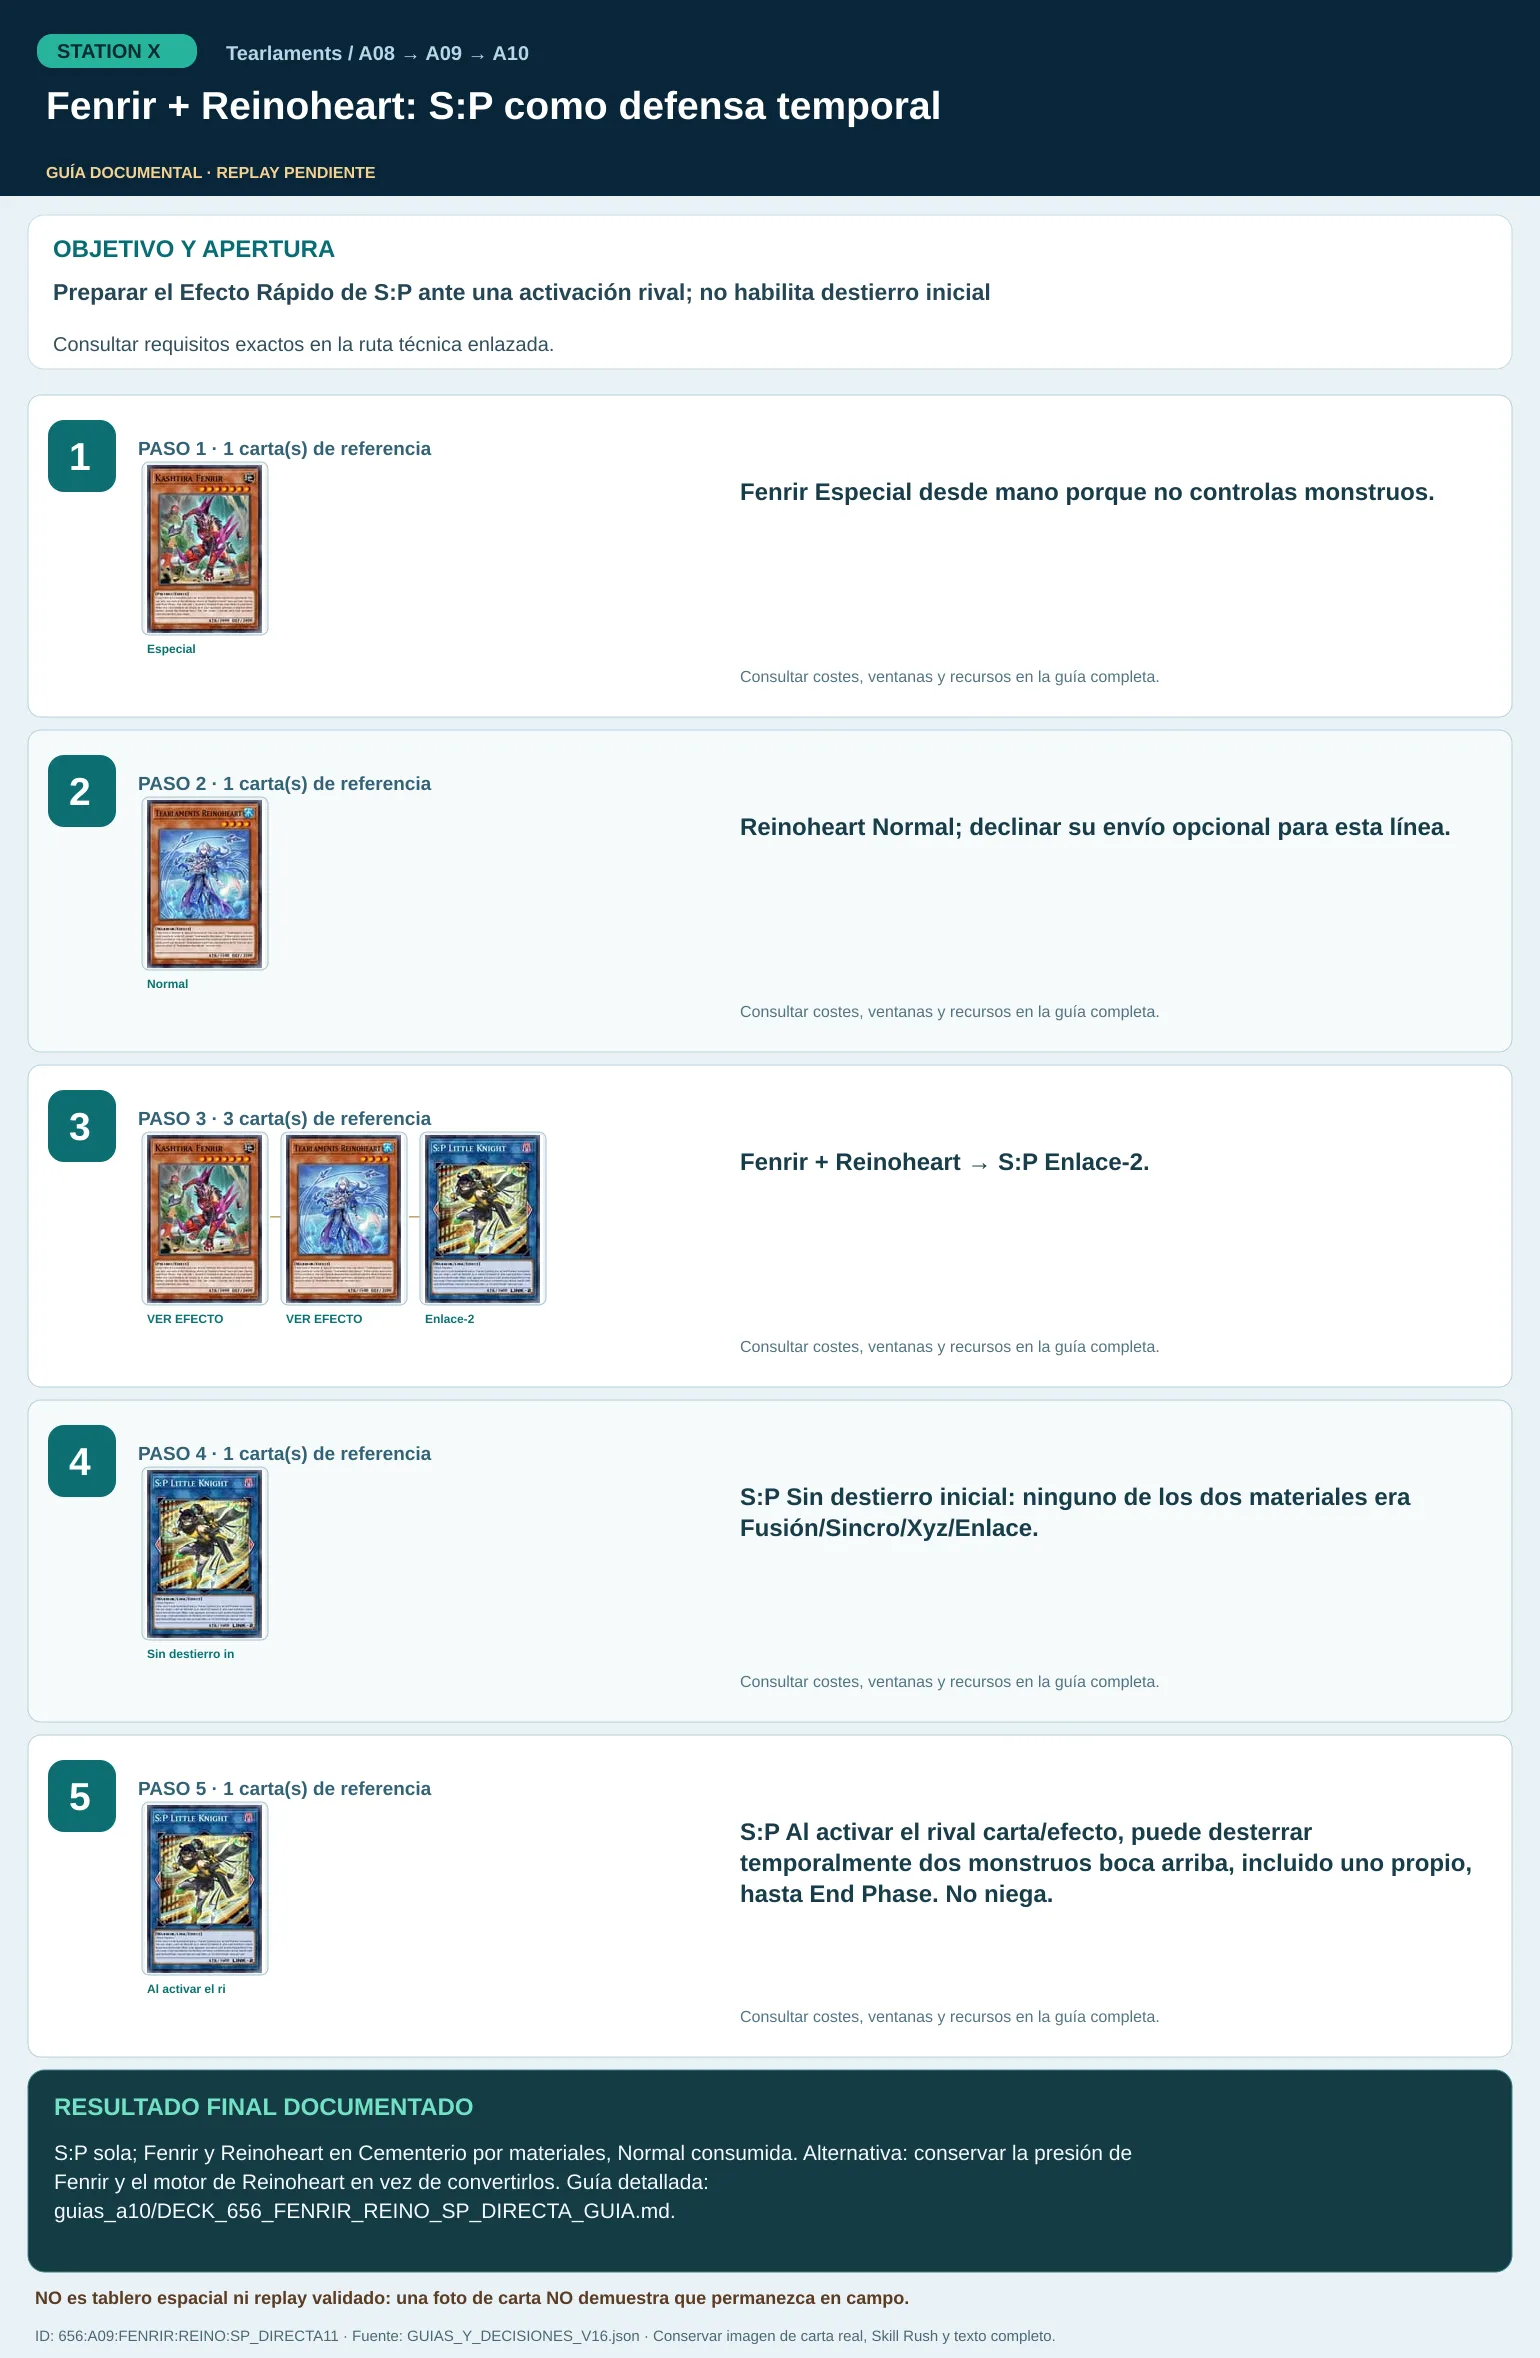 STATION X
Tearlaments / A08 → A09 → A10
Fenrir + Reinoheart: S:P como defensa temporal
GUÍA DOCUMENTAL · REPLAY PENDIENTE
OBJETIVO Y APERTURA
Preparar el Efecto Rápido de S:P ante una activación rival; no habilita destierro inicial
Consultar requisitos exactos en la ruta técnica enlazada.
1
PASO 1 · 1 carta(s) de referencia
KASHTIRA FENRIR
Especial
Fenrir Especial desde mano porque no controlas monstruos.
Consultar costes, ventanas y recursos en la guía completa.
2
PASO 2 · 1 carta(s) de referencia
TEARLAMENTS REINOHEART
Normal
Reinoheart Normal; declinar su envío opcional para esta línea.
Consultar costes, ventanas y recursos en la guía completa.
3
PASO 3 · 3 carta(s) de referencia
KASHTIRA FENRIR
TEARLAMENTS REINOHEART
S:P LITTLE KNIGHT
LINK-2
VER EFECTO
VER EFECTO
Enlace-2
Fenrir + Reinoheart → S:P Enlace-2.
Consultar costes, ventanas y recursos en la guía completa.
4
PASO 4 · 1 carta(s) de referencia
S:P LITTLE KNIGHT
LINK-2
Sin destierro in
S:P Sin destierro inicial: ninguno de los dos materiales era
Fusión/Sincro/Xyz/Enlace.
Consultar costes, ventanas y recursos en la guía completa.
5
PASO 5 · 1 carta(s) de referencia
S:P LITTLE KNIGHT
LINK-2
Al activar el ri
S:P Al activar el rival carta/efecto, puede desterrar
temporalmente dos monstruos boca arriba, incluido uno propio,
hasta End Phase. No niega.
Consultar costes, ventanas y recursos en la guía completa.
RESULTADO FINAL DOCUMENTADO
S:P sola; Fenrir y Reinoheart en Cementerio por materiales, Normal consumida. Alternativa: conservar la presión de
Fenrir y el motor de Reinoheart en vez de convertirlos. Guía detallada:
guias_a10/DECK_656_FENRIR_REINO_SP_DIRECTA_GUIA.md.
NO es tablero espacial ni replay validado: una foto de carta NO demuestra que permanezca en campo.
ID: 656:A09:FENRIR:REINO:SP_DIRECTA11 · Fuente: GUIAS_Y_DECISIONES_V16.json · Conservar imagen de carta real, Skill Rush y texto completo.